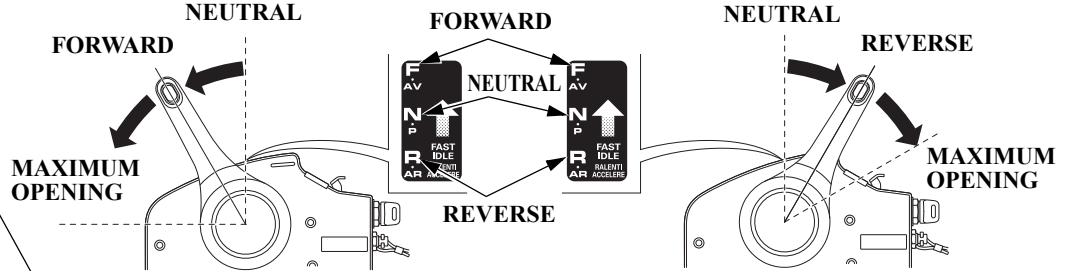 NEUTRAL
FORWARD
MAXIMUM
OPENING
FORWARD
NEUTRAL
REVERSE
F
AV
N
P
R
AR
FAST
IDLE
ACCELERE
F
AV
N
P
R
AR
FAST
IDLE
RALENTI
ACCELERE
NEUTRAL
REVERSE
MAXIMUM
OPENING